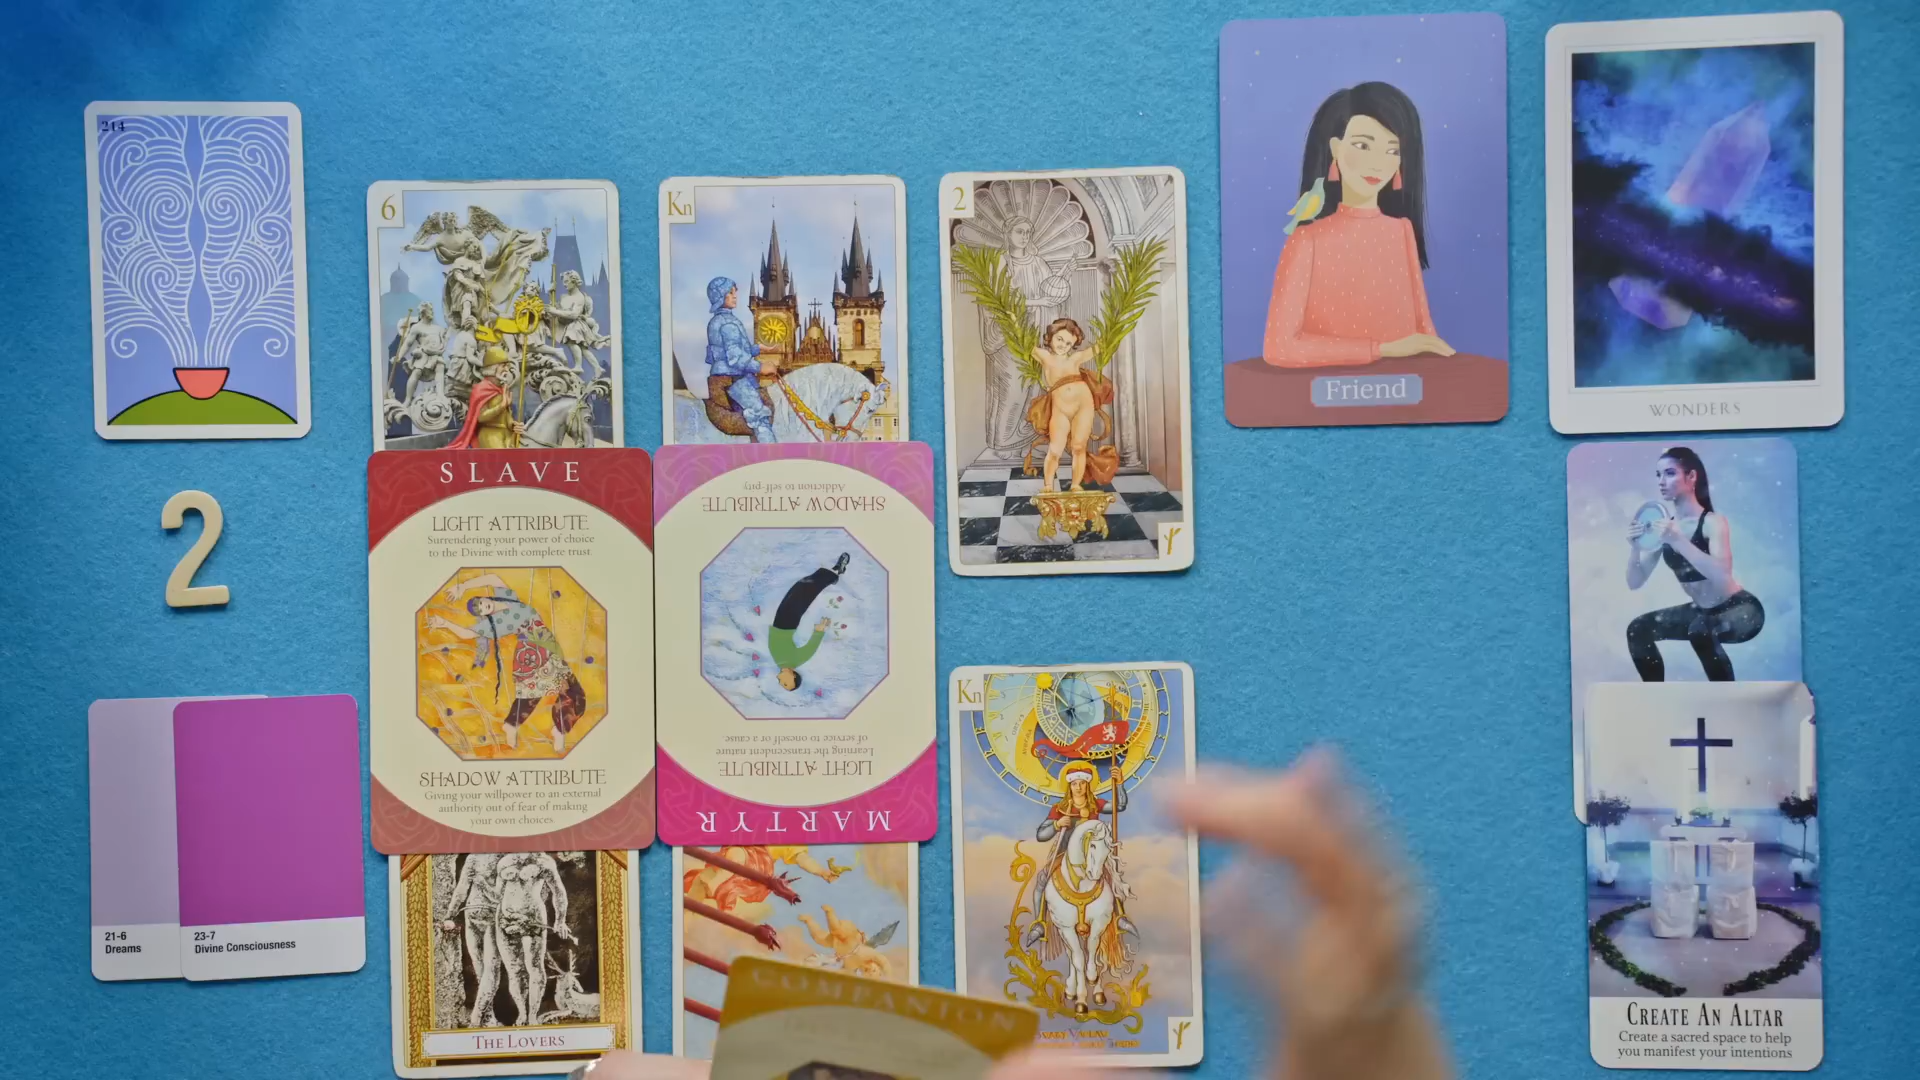 214
6
Kn
2
Friend
WONDERS
2
SLAVE
LIGHT ATTRIBUTE
Surrendering your power of choice
to the Divine with complete trust.
SHADOW ATTRIBUTE
Giving your willpower to an external
authority out of fear of making
your own choices.
MARTYR
LIGHT ATTRIBUTE
Learning the transcendent nature
of service to oneself or a cause.
SHADOW ATTRIBUTE
Addiction to self-pity.
Kn
21-6
Dreams
23-7
Divine Consciousness
THE LOVERS
COMPANION
CREATE AN ALTAR
Create a sacred space to help
you manifest your intentions